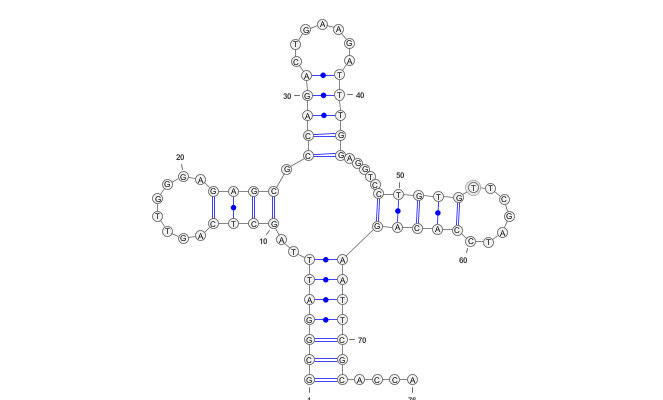 G A A
T G
C A
A T
30 G T 40
A T
C G
20 C G A G G T C C
G 50
G G A
G G A G C T G T G T T C
T C T C G G A C A C G
T G A 10 A C T A
T 60
T A
T A
A T
G T
G C 70
C G
G C A C C A
1 76